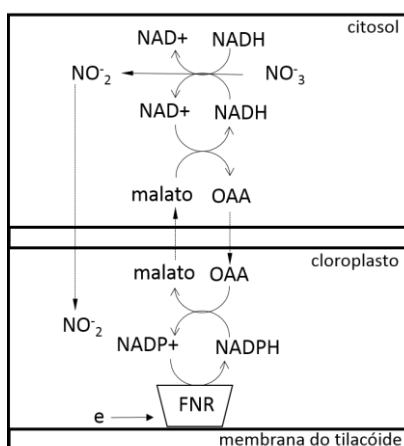 citosol
NAD+ NADH
NO⁻₂ NO⁻₃
NAD+ NADH
malato OAA
cloroplasto
malato OAA
NO⁻₂
NADP+ NADPH
FNR
e
membrana do tilacóide